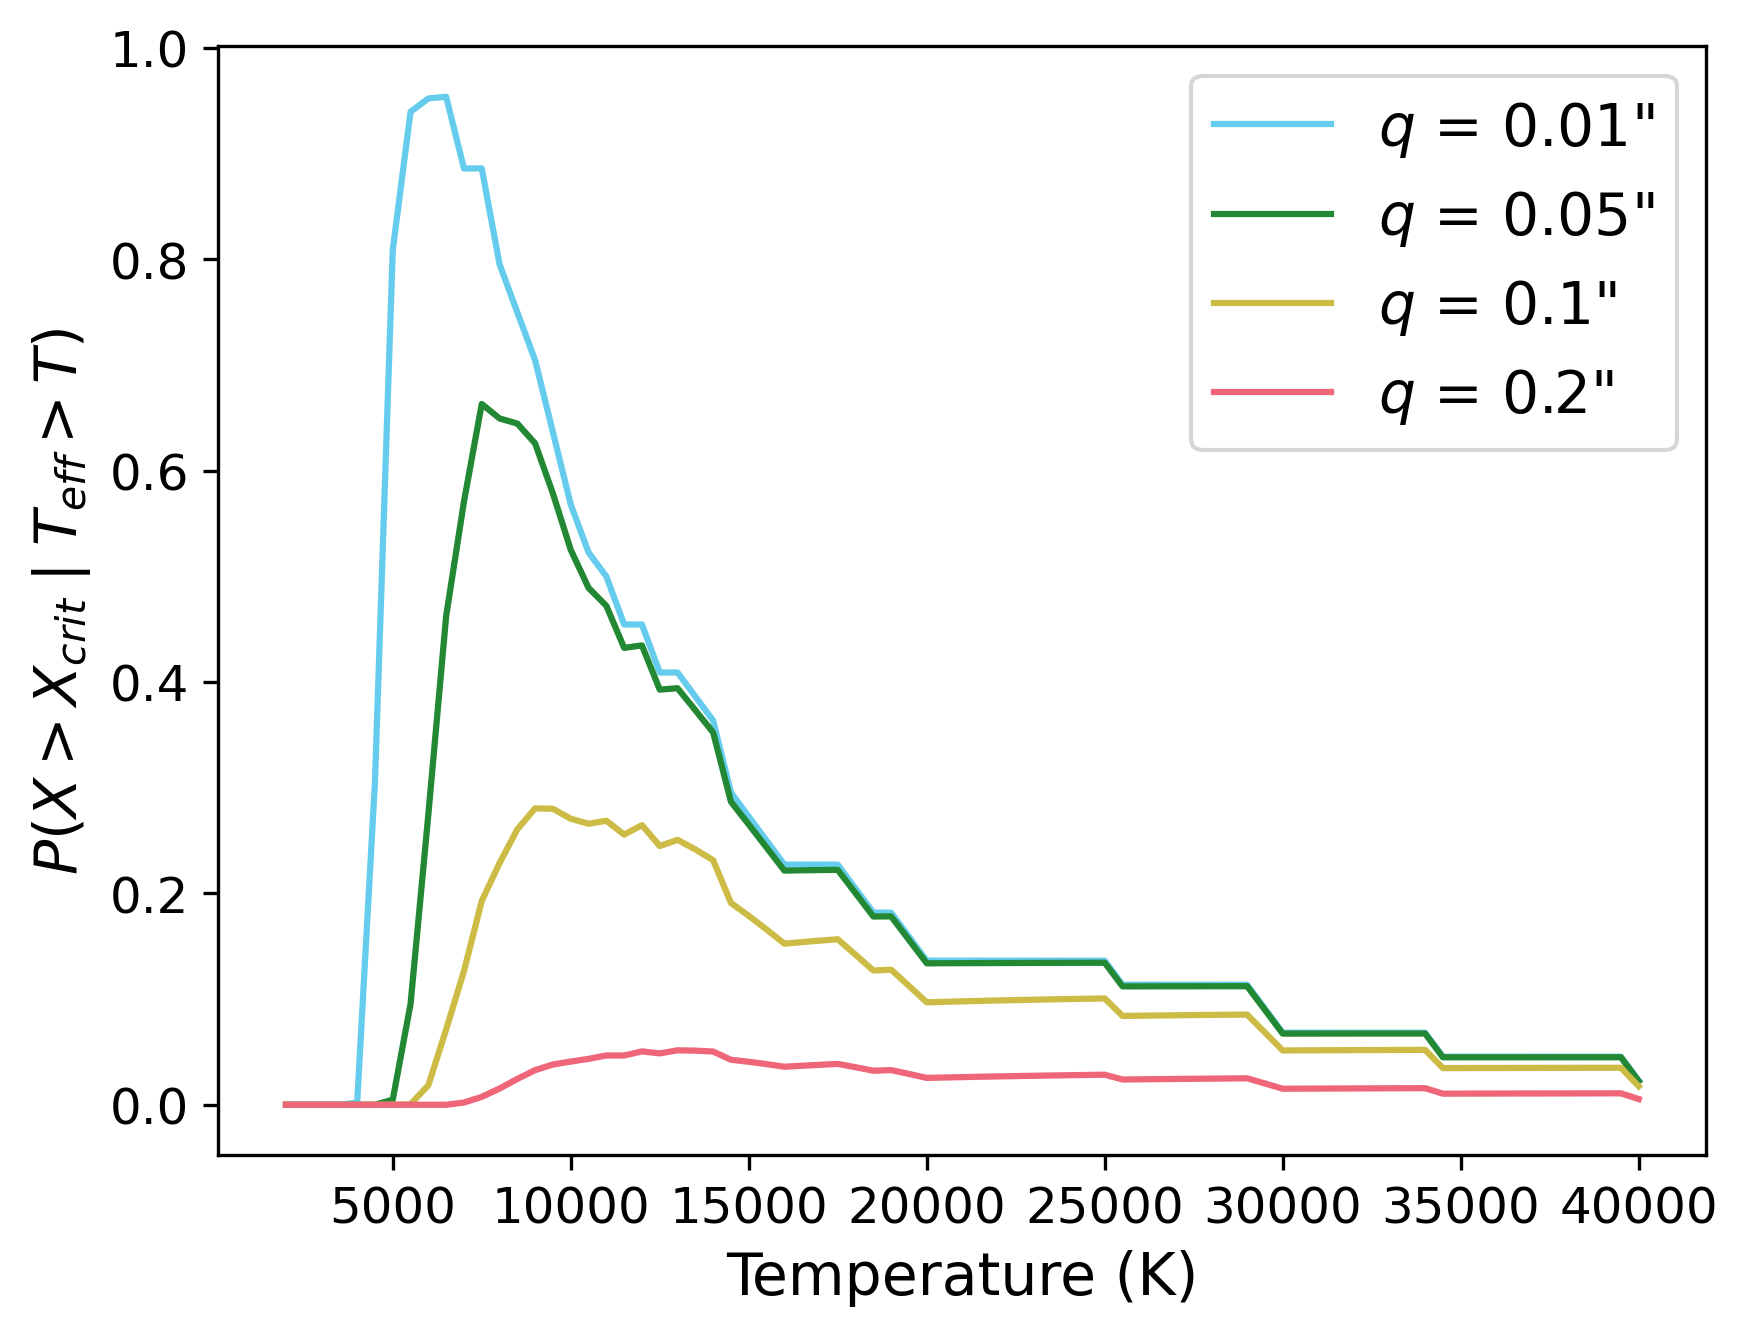 P(X > X_crit | T_eff > T)
1.0
0.8
0.6
0.4
0.2
0.0
q = 0.01"
q = 0.05"
q = 0.1"
q = 0.2"
5000 10000 15000 20000 25000 30000 35000 40000
Temperature (K)